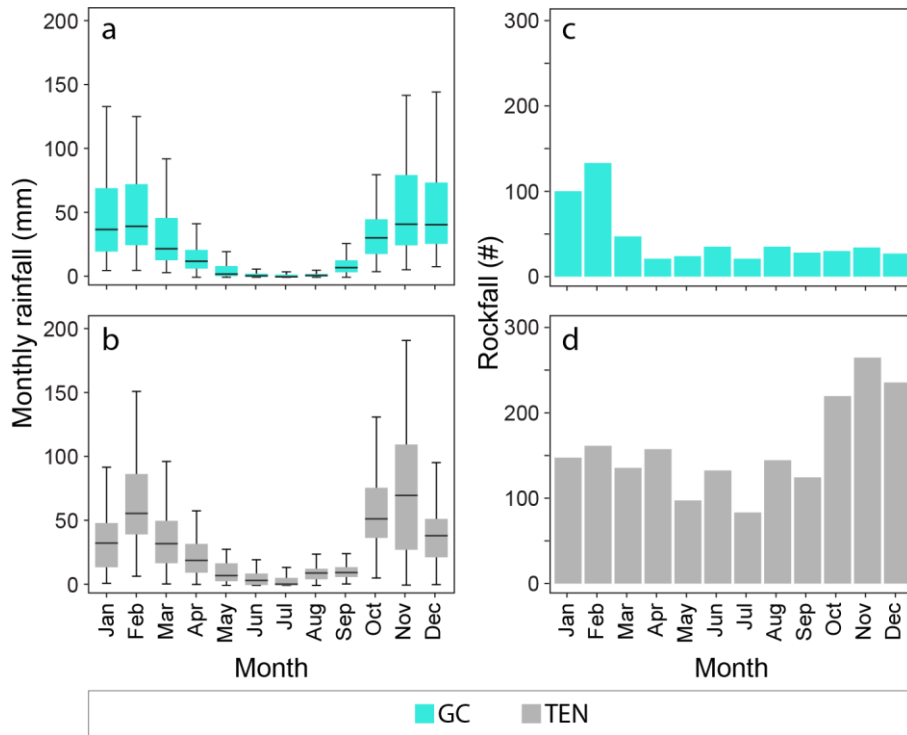 a
200
150
100
50
0
b
200
150
100
50
0
Monthly rainfall (mm)
Jan Feb Mar Apr May Jun Jul Aug Sep Oct Nov Dec
Month
c
300
200
100
0
d
300
200
100
0
Rockfall (#)
Jan Feb Mar Apr May Jun Jul Aug Sep Oct Nov Dec
Month
GC TEN